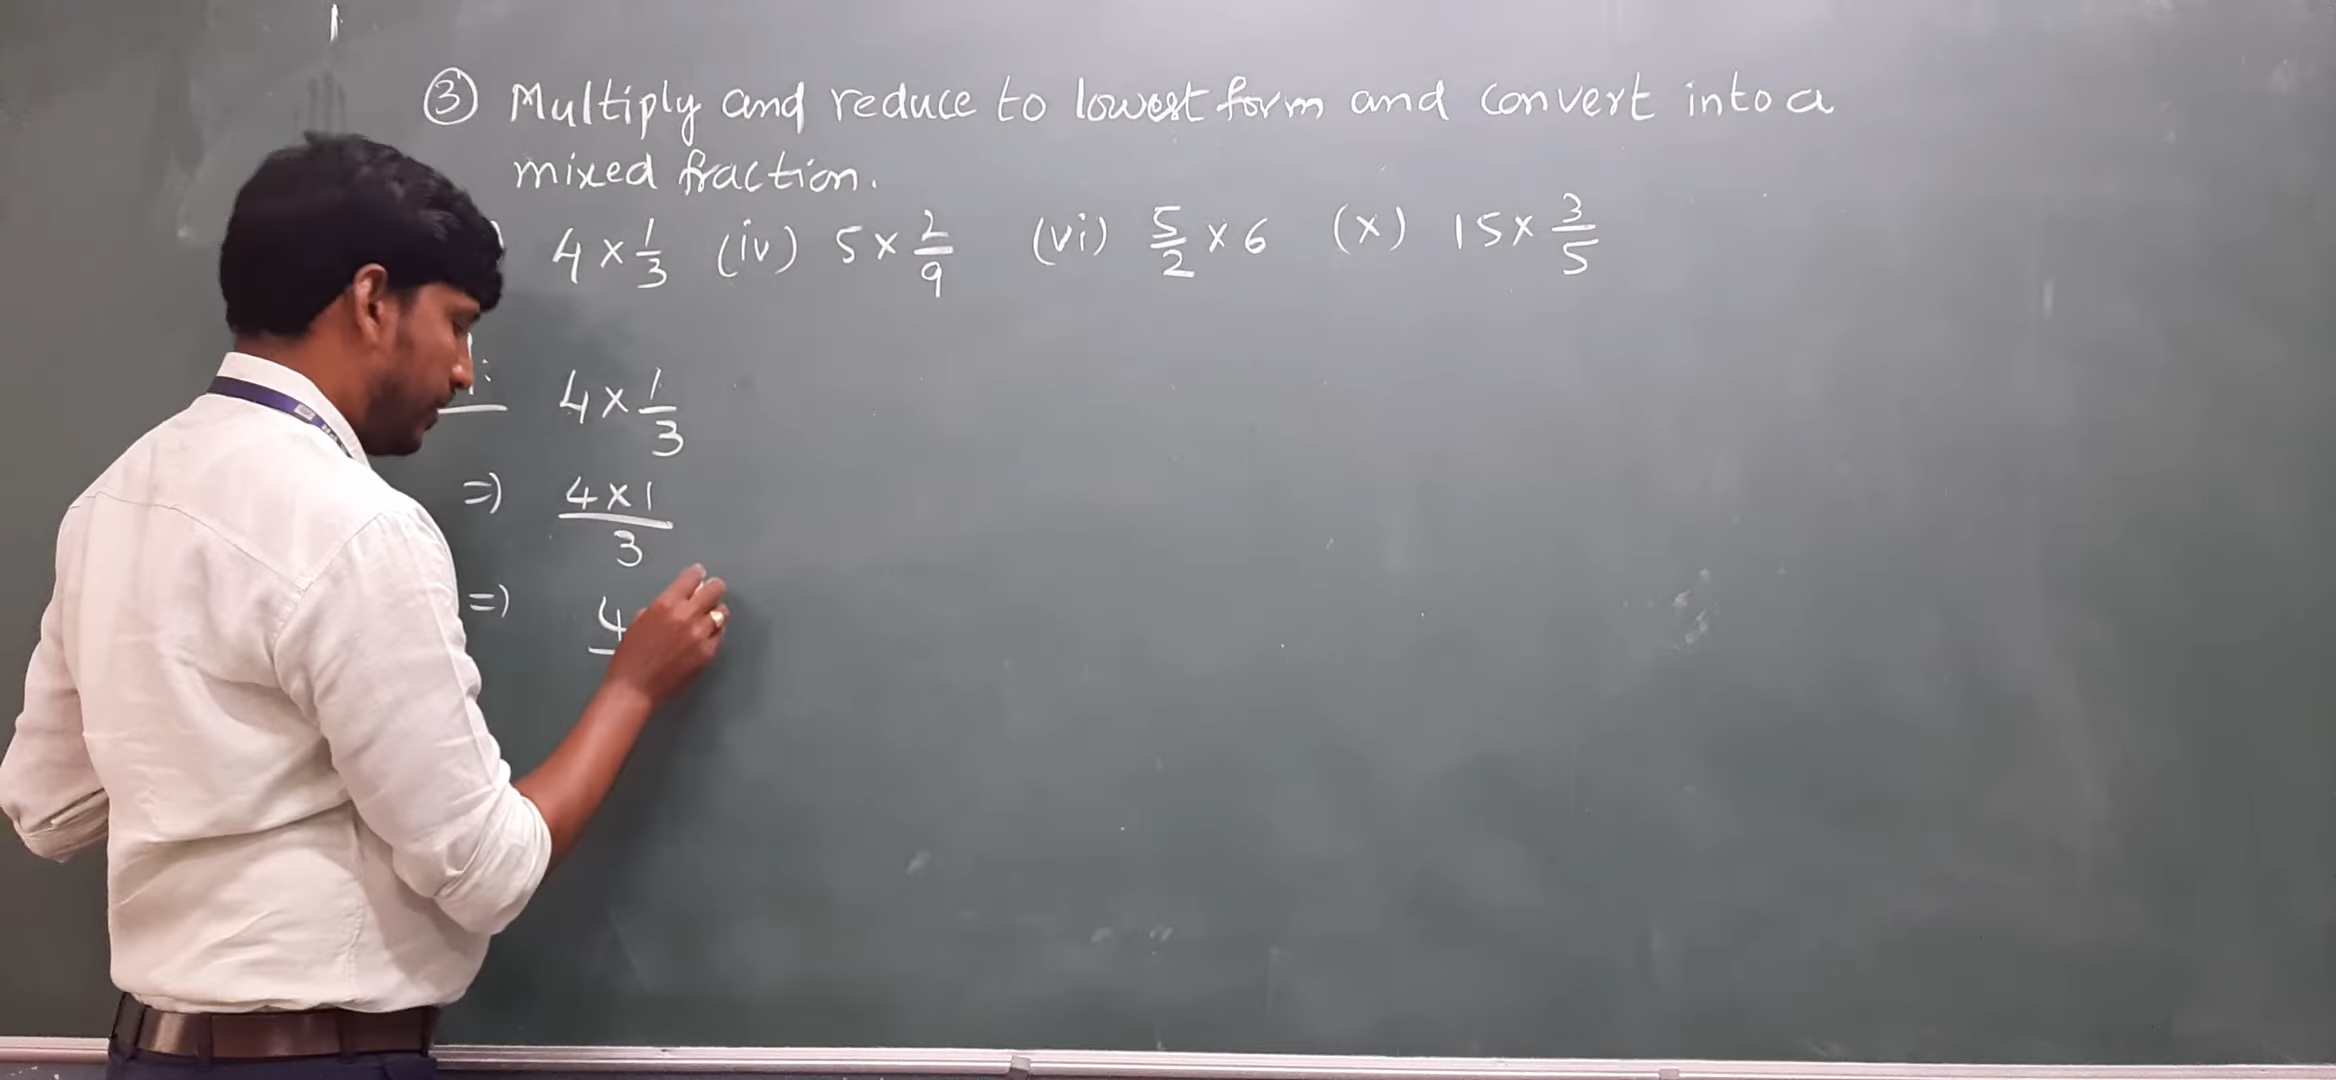 ③ Multiply and reduce to lowest form and convert into a
mixed fraction.
) 4 × 1/3 (iv) 5 × 2/9 (vi) 5/2 × 6 (x) 15 × 3/5
4 × 1/3
=) 4 × 1 / 3
=) 4